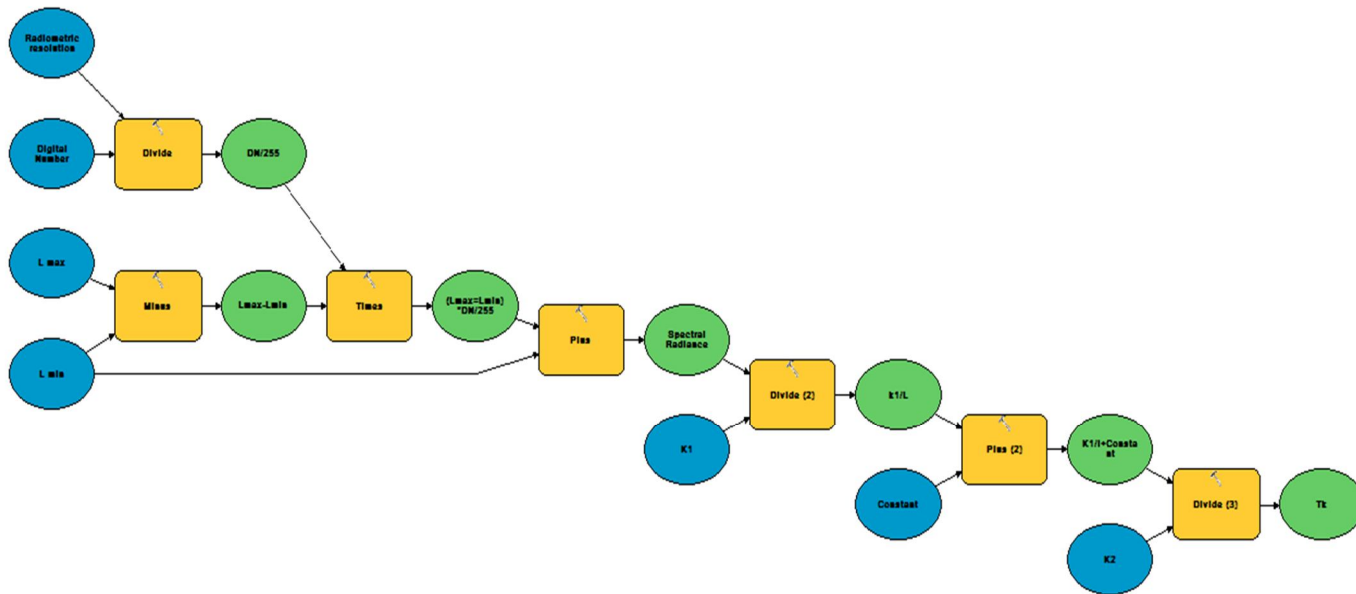 Radiometric
resolution
Digital
Number
Divide
DN/255
L max
L min
Minus
Lmax-Lmin
Times
(Lmax=Lmin)
*DN/255
Plus
Spectral
Radiance
K1
Divide (2)
k1/L
Constant
Plus (2)
K1/l+Consta
nt
K2
Divide (3)
Tk